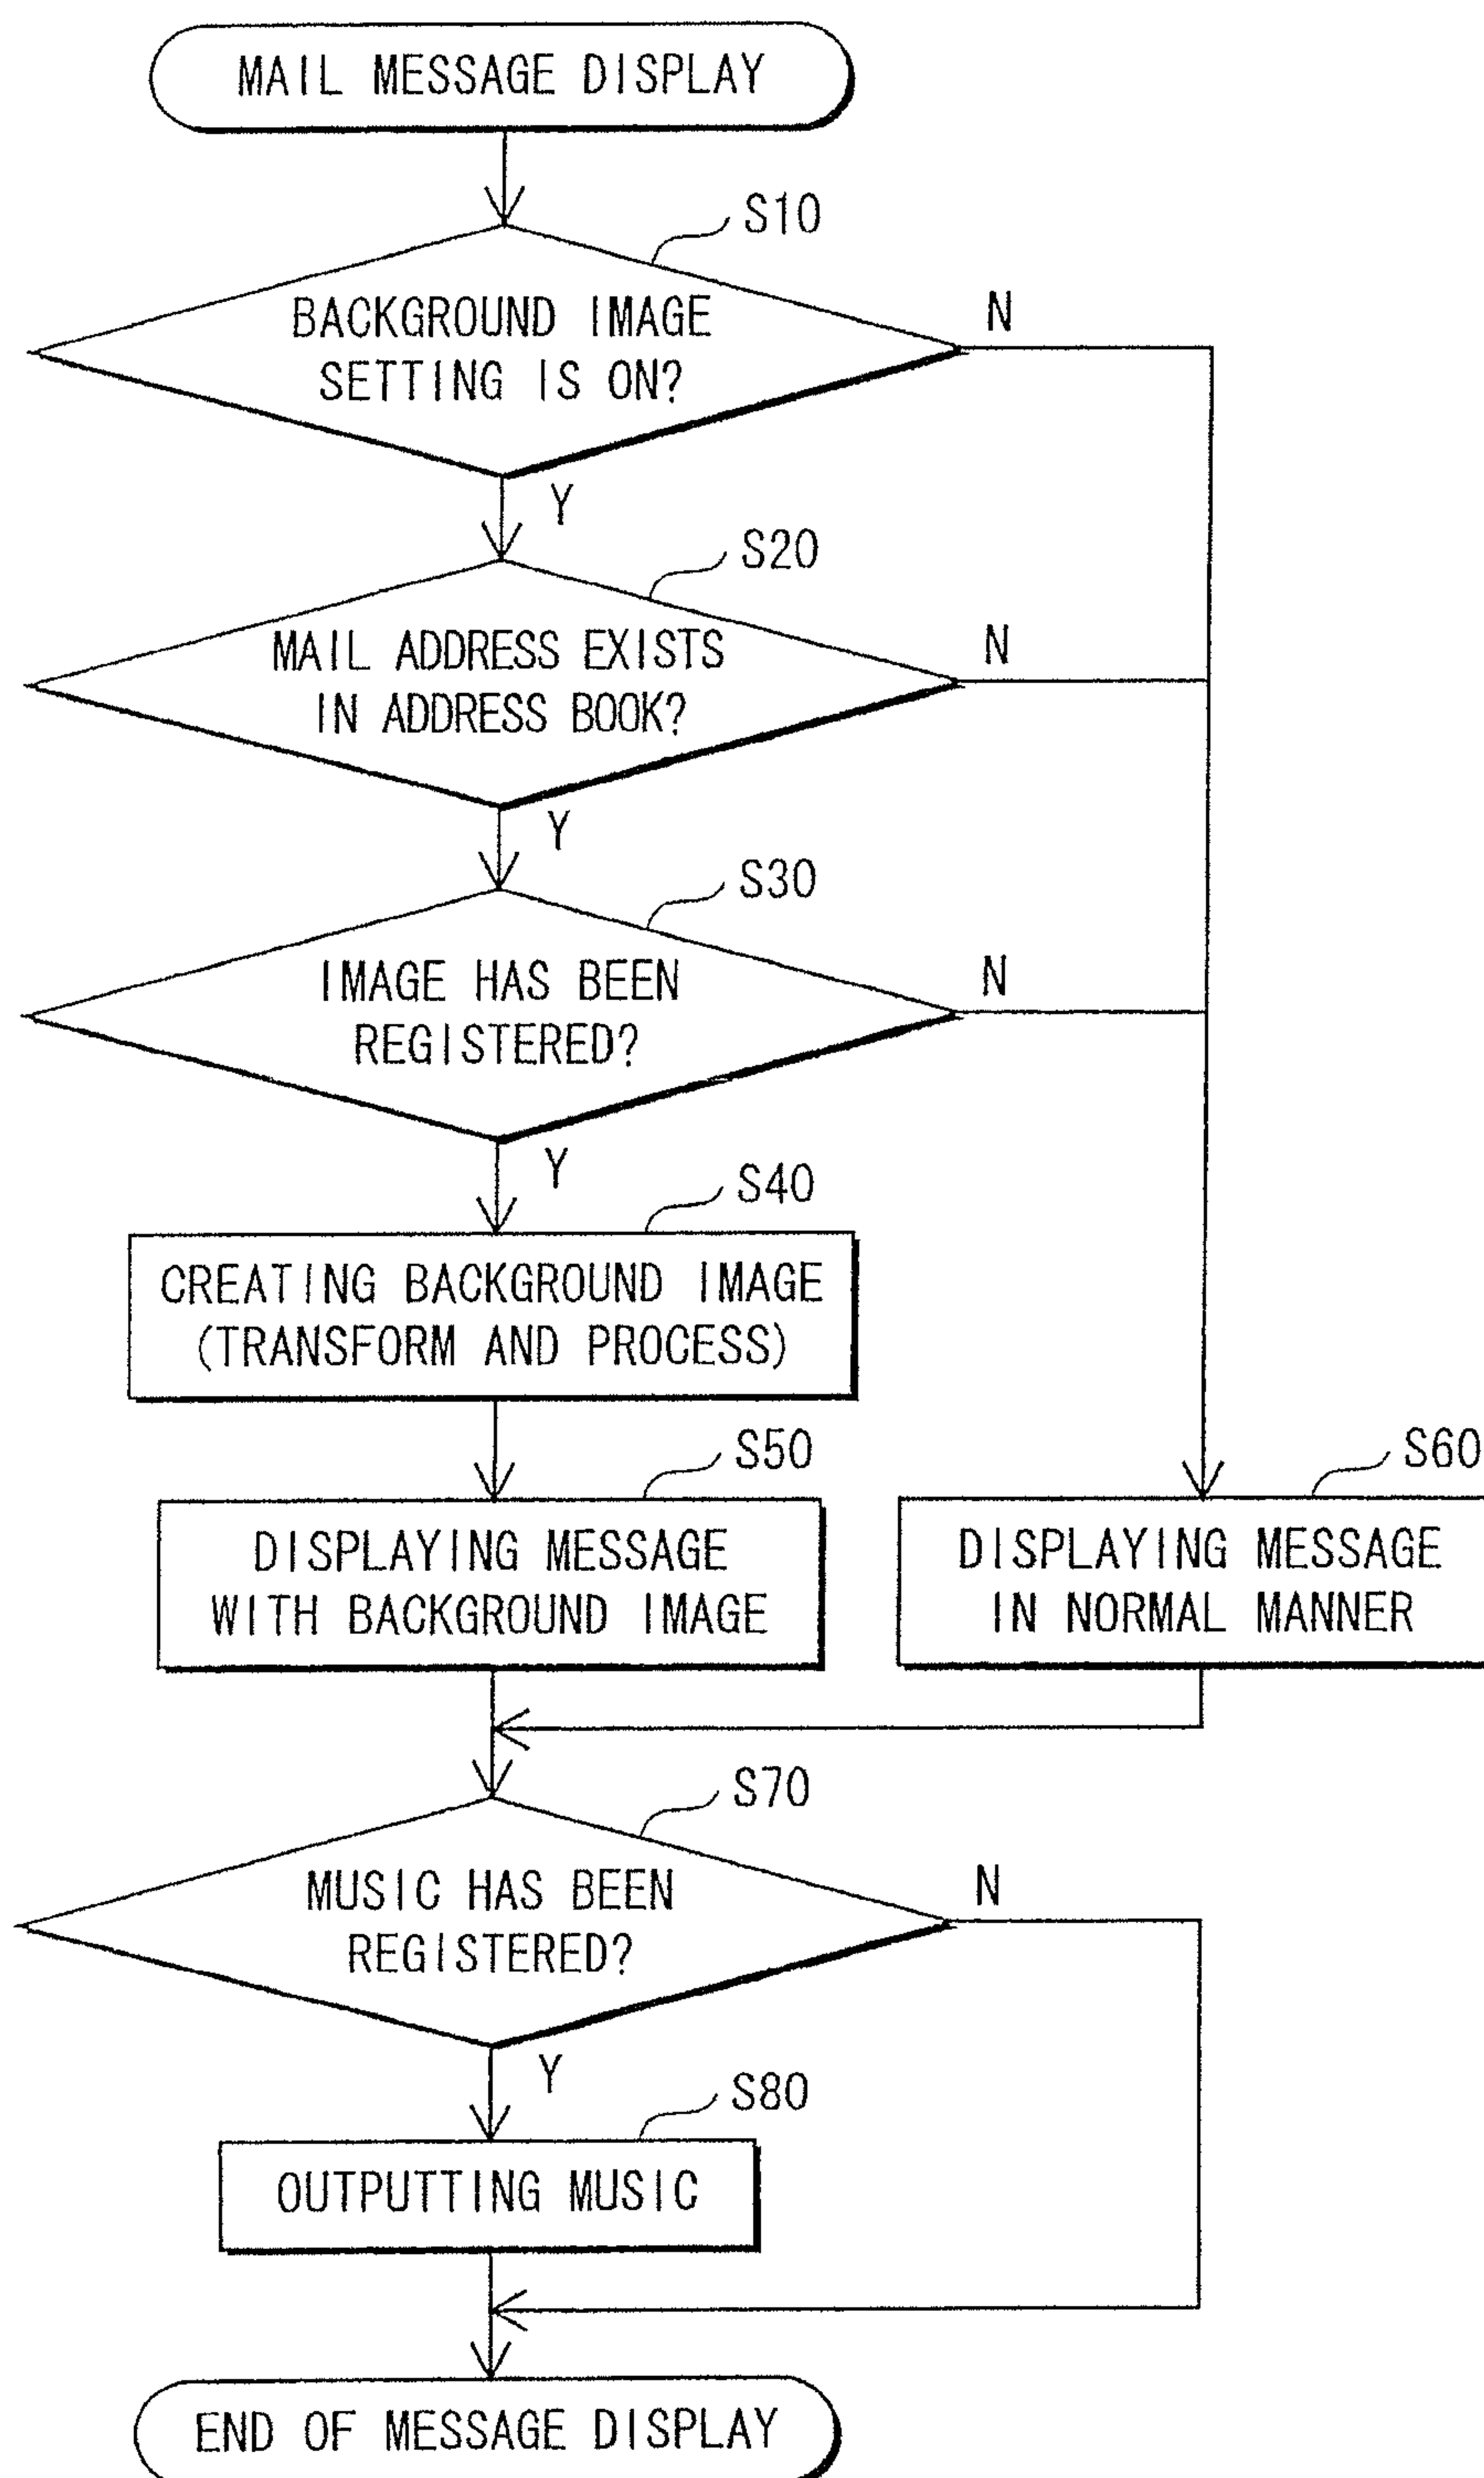 MAIL MESSAGE DISPLAY
S10
BACKGROUND IMAGE
SETTING IS ON?
N
Y
S20
MAIL ADDRESS EXISTS
IN ADDRESS BOOK?
N
Y
S30
IMAGE HAS BEEN
REGISTERED?
N
Y
S40
CREATING BACKGROUND IMAGE
(TRANSFORM AND PROCESS)
S50
DISPLAYING MESSAGE
WITH BACKGROUND IMAGE
S60
DISPLAYING MESSAGE
IN NORMAL MANNER
S70
MUSIC HAS BEEN
REGISTERED?
N
Y
S80
OUTPUTTING MUSIC
END OF MESSAGE DISPLAY